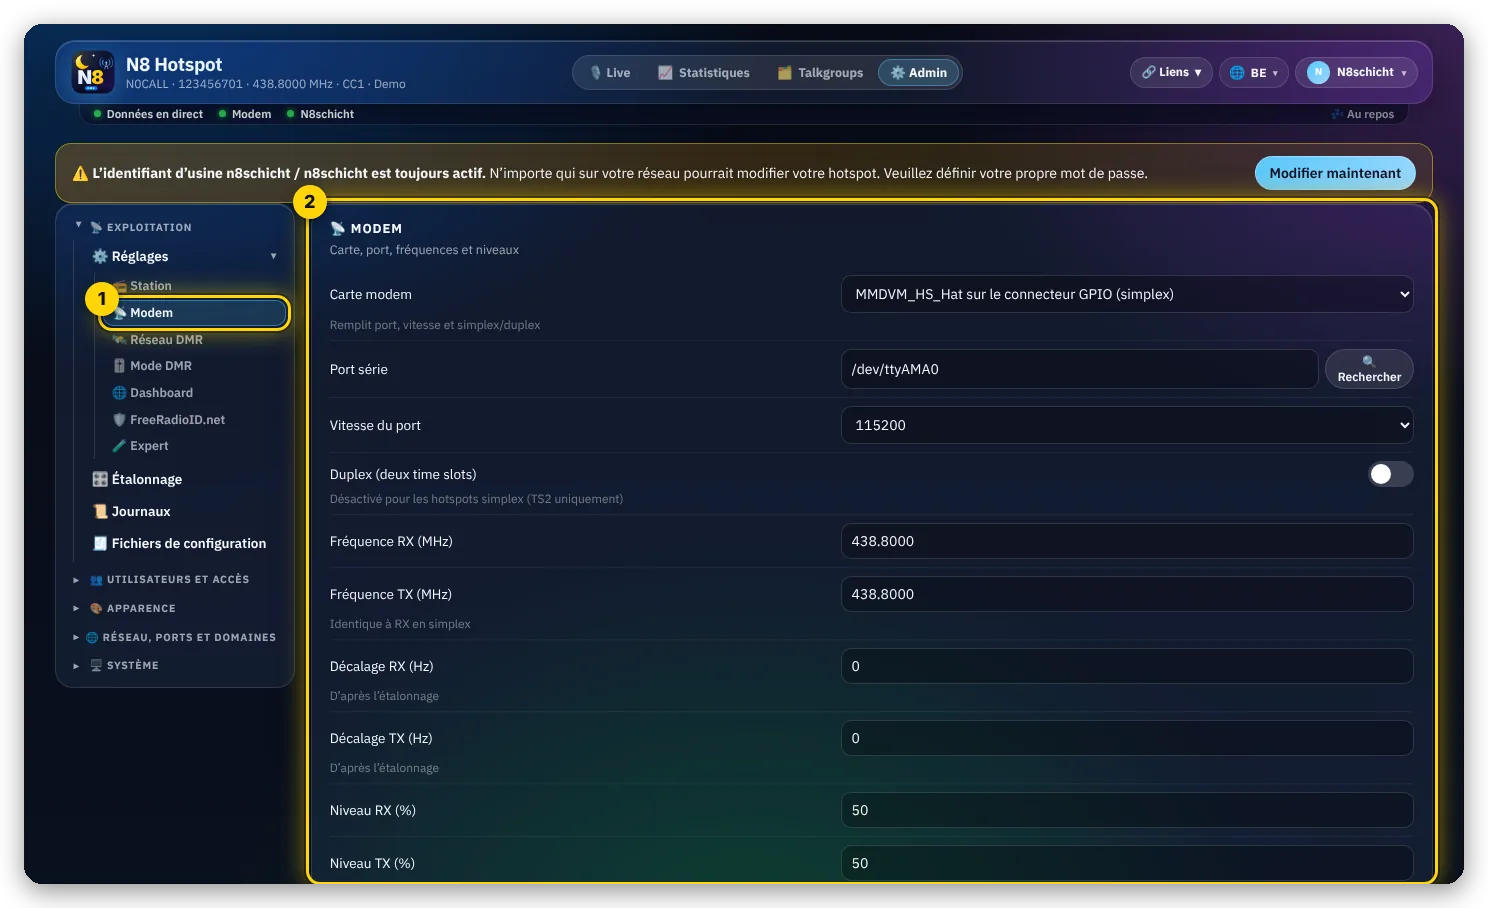 N8
N8 Hotspot
N0CALL · 123456701 · 438.8000 MHz · CC1 · Demo
Live
Statistiques
Talkgroups
Admin
Liens ▾
BE ▾
N
N8schicht ▾
Données en direct
Modem
N8schicht
Au repos
L’identifiant d’usine n8schicht / n8schicht est toujours actif. N’importe qui sur votre réseau pourrait modifier votre hotspot. Veuillez définir votre propre mot de passe.
Modifier maintenant
EXPLOITATION
Réglages
Station
1
Modem
Réseau DMR
Mode DMR
Dashboard
FreeRadioID.net
Expert
Étalonnage
Journaux
Fichiers de configuration
UTILISATEURS ET ACCÈS
APPARENCE
RÉSEAU, PORTS ET DOMAINES
SYSTÈME
2
MODEM
Carte, port, fréquences et niveaux
Carte modem
MMDVM_HS_Hat sur le connecteur GPIO (simplex)
Remplit port, vitesse et simplex/duplex
Port série
/dev/ttyAMA0
Rechercher
Vitesse du port
115200
Duplex (deux time slots)
Désactivé pour les hotspots simplex (TS2 uniquement)
Fréquence RX (MHz)
438.8000
Fréquence TX (MHz)
438.8000
Identique à RX en simplex
Décalage RX (Hz)
0
D’après l’étalonnage
Décalage TX (Hz)
0
D’après l’étalonnage
Niveau RX (%)
50
Niveau TX (%)
50